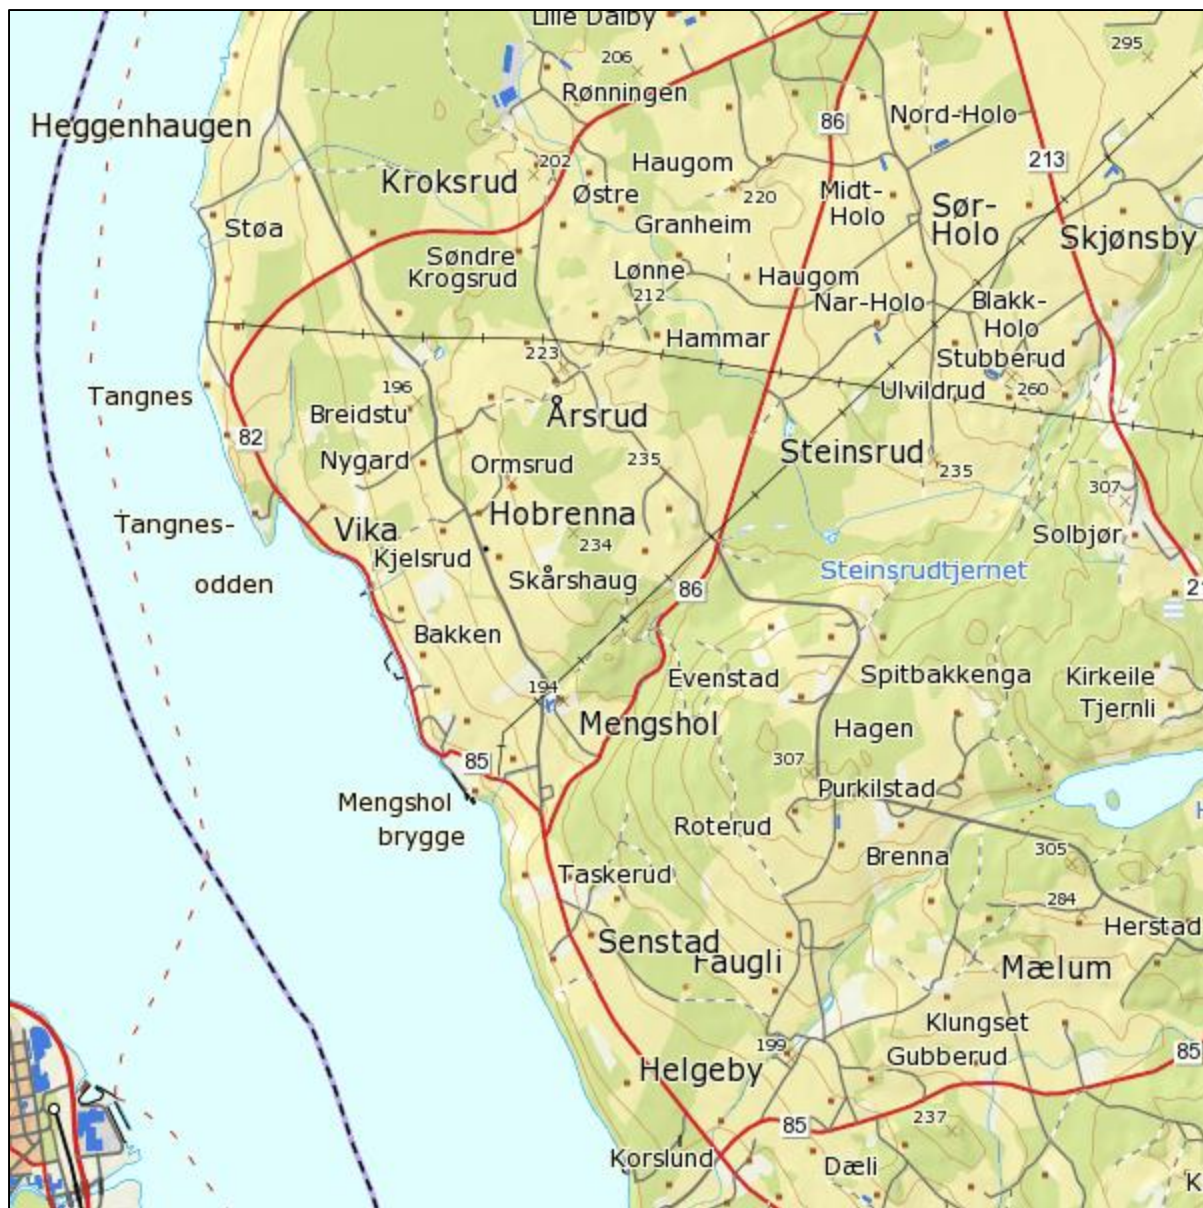 Lille Dalby
295
206
Rønningen
Nord-Holo
86
Heggenhaugen
213
202
Haugom
Kroksrud
Østre
220
Midt-
Holo
Sør-
Holo
Støa
Granheim
Skjønsby
Søndre
Krogsrud
Lønne
Haugom
212
Nar-Holo
Blakk-
Holo
Hammar
223
Stubberud
Tangnes
196
Ulvildrud
260
Breidstu
Årsrud
82
Nygard
Ormsrud
235
Steinsrud
235
307
Tangnes-
odden
Vika
Hobrenna
234
Solbjør
Kjelsrud
Skårshaug
Steinsrudtjernet
86
21
Bakken
194
Evenstad
Spitbakkenga
Kirkeile
Tjernli
Mengshol
Hagen
85
307
Purkilstad
Mengshol
brygge
Roterud
H
Brenna
305
Taskerud
284
Herstad
Senstad
Faugli
Mælum
Klungset
199
Gubberud
85
Helgeby
85
237
Korslund
Dæli
K